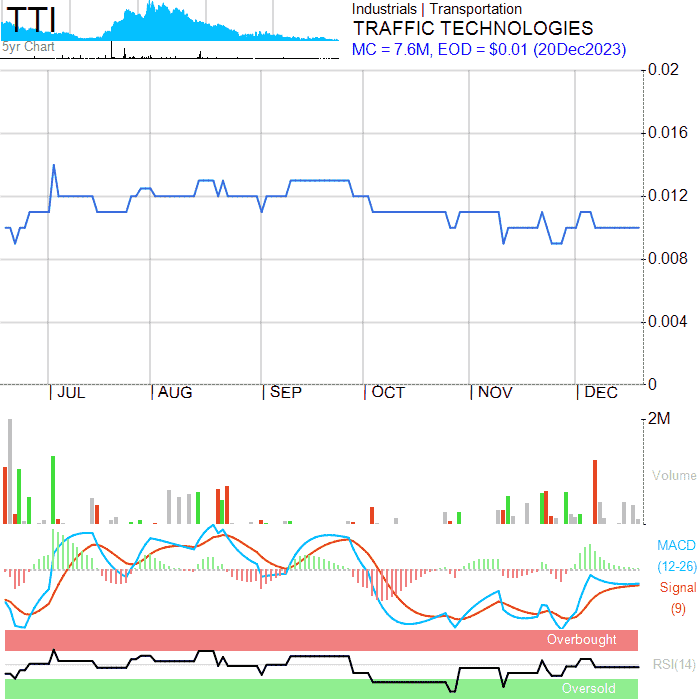 TTI
5yr Chart
Industrials | Transportation
TRAFFIC TECHNOLOGIES
MC = 7.6M, EOD = $0.01 (20Dec2023)
0.02
0.016
0.012
0.008
0.004
0
JUL AUG SEP OCT NOV DEC
2M
Volume
MACD
(12-26)
Signal
(9)
Overbought
RSI(14)
Oversold